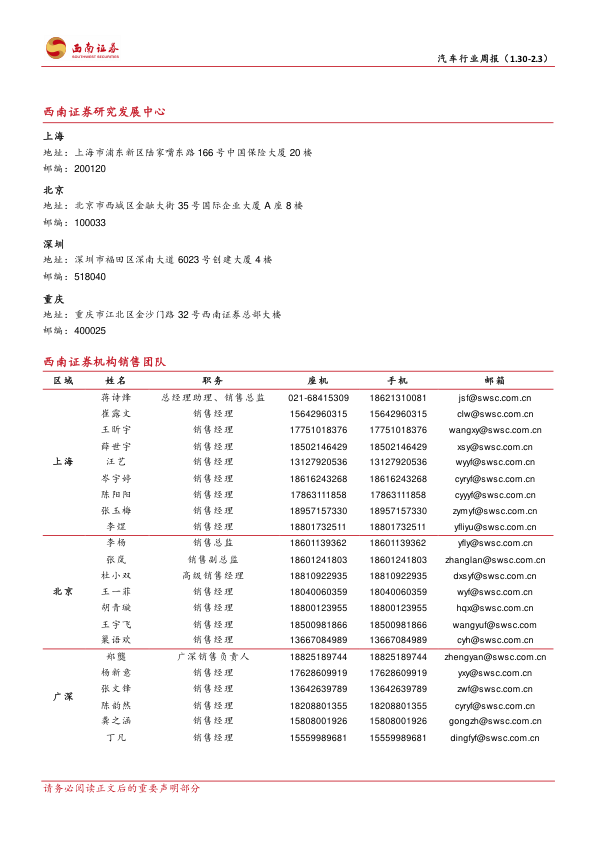 西南证券
SOUTHWEST SECURITIES
汽车行业周报（1.30-2.3）
西南证券研究发展中心
上海
地址：上海市浦东新区陆家嘴东路 166 号中国保险大厦 20 楼
邮编：200120
北京
地址：北京市西城区金融大街 35 号国际企业大厦 A 座 8 楼
邮编：100033
深圳
地址：深圳市福田区深南大道 6023 号创建大厦 4 楼
邮编：518040
重庆
地址：重庆市江北区金沙门路 32 号西南证券总部大楼
邮编：400025
西南证券机构销售团队
区域 姓名 职务 座机 手机 邮箱
蒋诗烽 总经理助理、销售总监 021-68415309 18621310081 jsf@swsc.com.cn
崔露文 销售经理 15642960315 15642960315 clw@swsc.com.cn
王昕宇 销售经理 17751018376 17751018376 wangxy@swsc.com.cn
薛世宇 销售经理 18502146429 18502146429 xsy@swsc.com.cn
上海 汪艺 销售经理 13127920536 13127920536 wyyf@swsc.com.cn
岑宇婷 销售经理 18616243268 18616243268 cyryf@swsc.com.cn
陈阳阳 销售经理 17863111858 17863111858 cyyyf@swsc.com.cn
张玉梅 销售经理 18957157330 18957157330 zymyf@swsc.com.cn
李煜 销售经理 18801732511 18801732511 yfliyu@swsc.com.cn
李杨 销售总监 18601139362 18601139362 yfly@swsc.com.cn
张岚 销售副总监 18601241803 18601241803 zhanglan@swsc.com.cn
杜小双 高级销售经理 18810922935 18810922935 dxsyf@swsc.com.cn
北京 王一菲 销售经理 18040060359 18040060359 wyf@swsc.com.cn
胡青璇 销售经理 18800123955 18800123955 hqx@swsc.com.cn
王宇飞 销售经理 18500981866 18500981866 wangyuf@swsc.com
巢语欢 销售经理 13667084989 13667084989 cyh@swsc.com.cn
郑龑 广深销售负责人 18825189744 18825189744 zhengyan@swsc.com.cn
杨新意 销售经理 17628609919 17628609919 yxy@swsc.com.cn
广深 张文锋 销售经理 13642639789 13642639789 zwf@swsc.com.cn
陈韵然 销售经理 18208801355 18208801355 cyryf@swsc.com.cn
龚之涵 销售经理 15808001926 15808001926 gongzh@swsc.com.cn
丁凡 销售经理 15559989681 15559989681 dingfyf@swsc.com.cn
请务必阅读正文后的重要声明部分